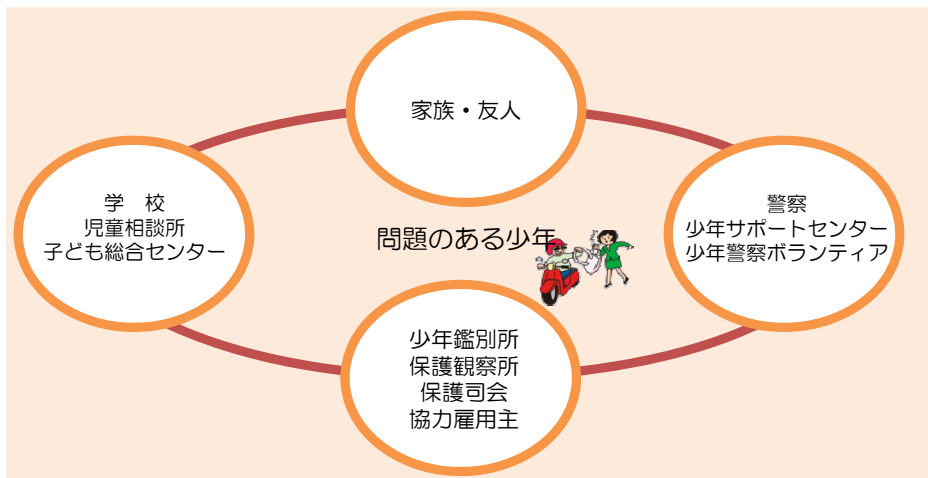 家族・友人
学　校
児童相談所
子ども総合センター
問題のある少年
警察
少年サポートセンター
少年警察ボランティア
少年鑑別所
保護観察所
保護司会
協力雇用主